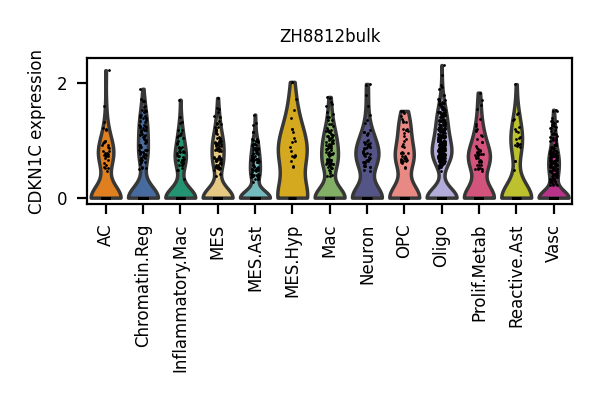 ZH8812bulk
CDKN1C expression
2
0
AC
Chromatin.Reg
Inflammatory.Mac
MES
MES.Ast
MES.Hyp
Mac
Neuron
OPC
Oligo
Prolif.Metab
Reactive.Ast
Vasc